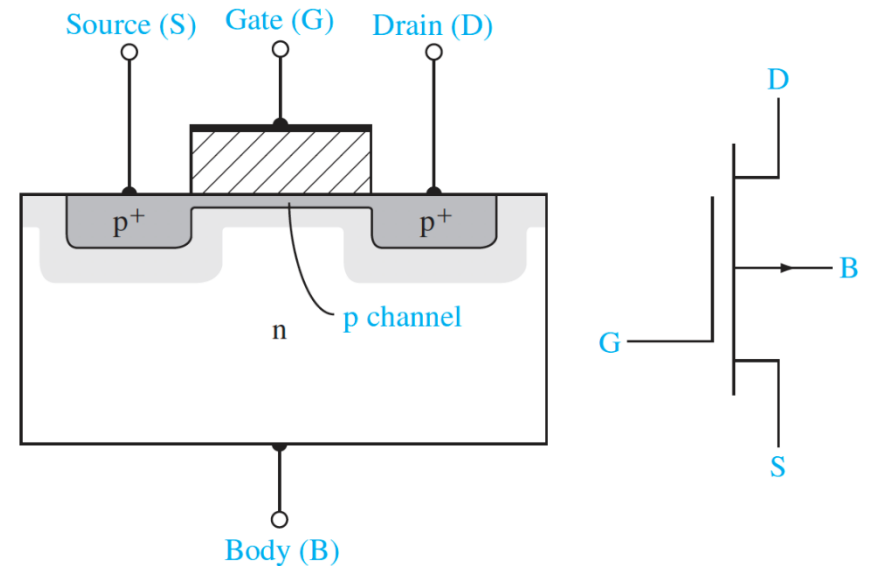 Source (S)
Gate (G)
Drain (D)
p+
p+
p channel
n
Body (B)
D
B
G
S